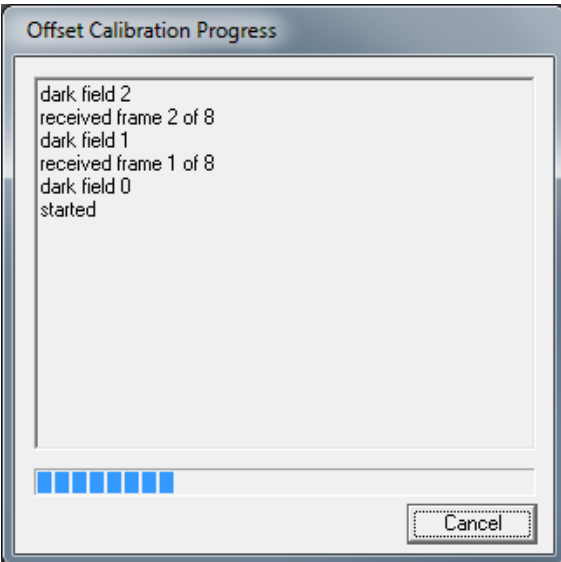 Offset Calibration Progress
dark field 2
received frame 2 of 8
dark field 1
received frame 1 of 8
dark field 0
started
Cancel